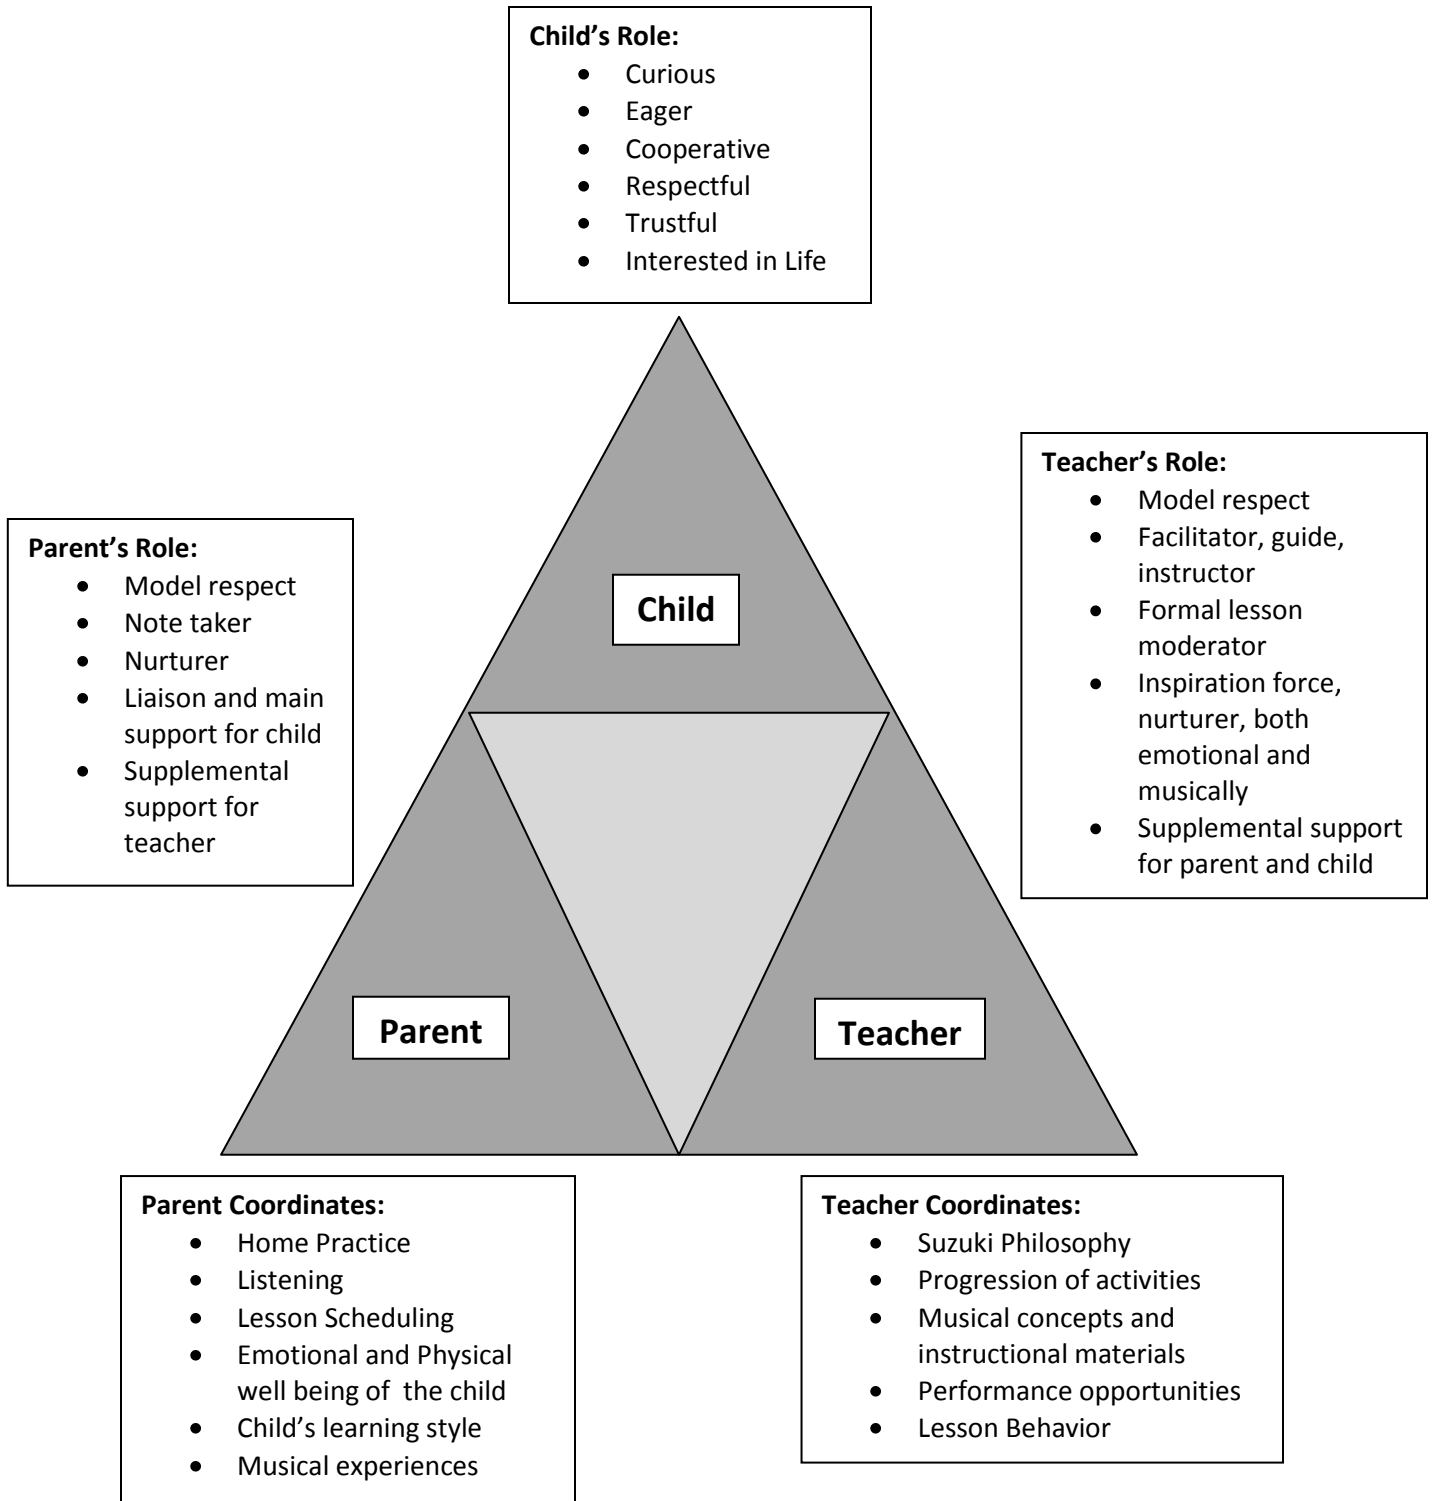 Child’s Role:
• Curious
• Eager
• Cooperative
• Respectful
• Trustful
• Interested in Life
Teacher’s Role:
• Model respect
• Facilitator, guide,
instructor
• Formal lesson
moderator
• Inspiration force,
nurturer, both
emotional and
musically
• Supplemental support
for parent and child
Parent’s Role:
• Model respect
• Note taker
• Nurturer
• Liaison and main
support for child
• Supplemental
support for
teacher
Child
Parent
Teacher
Parent Coordinates:
• Home Practice
• Listening
• Lesson Scheduling
• Emotional and Physical
well being of the child
• Child’s learning style
• Musical experiences
Teacher Coordinates:
• Suzuki Philosophy
• Progression of activities
• Musical concepts and
instructional materials
• Performance opportunities
• Lesson Behavior